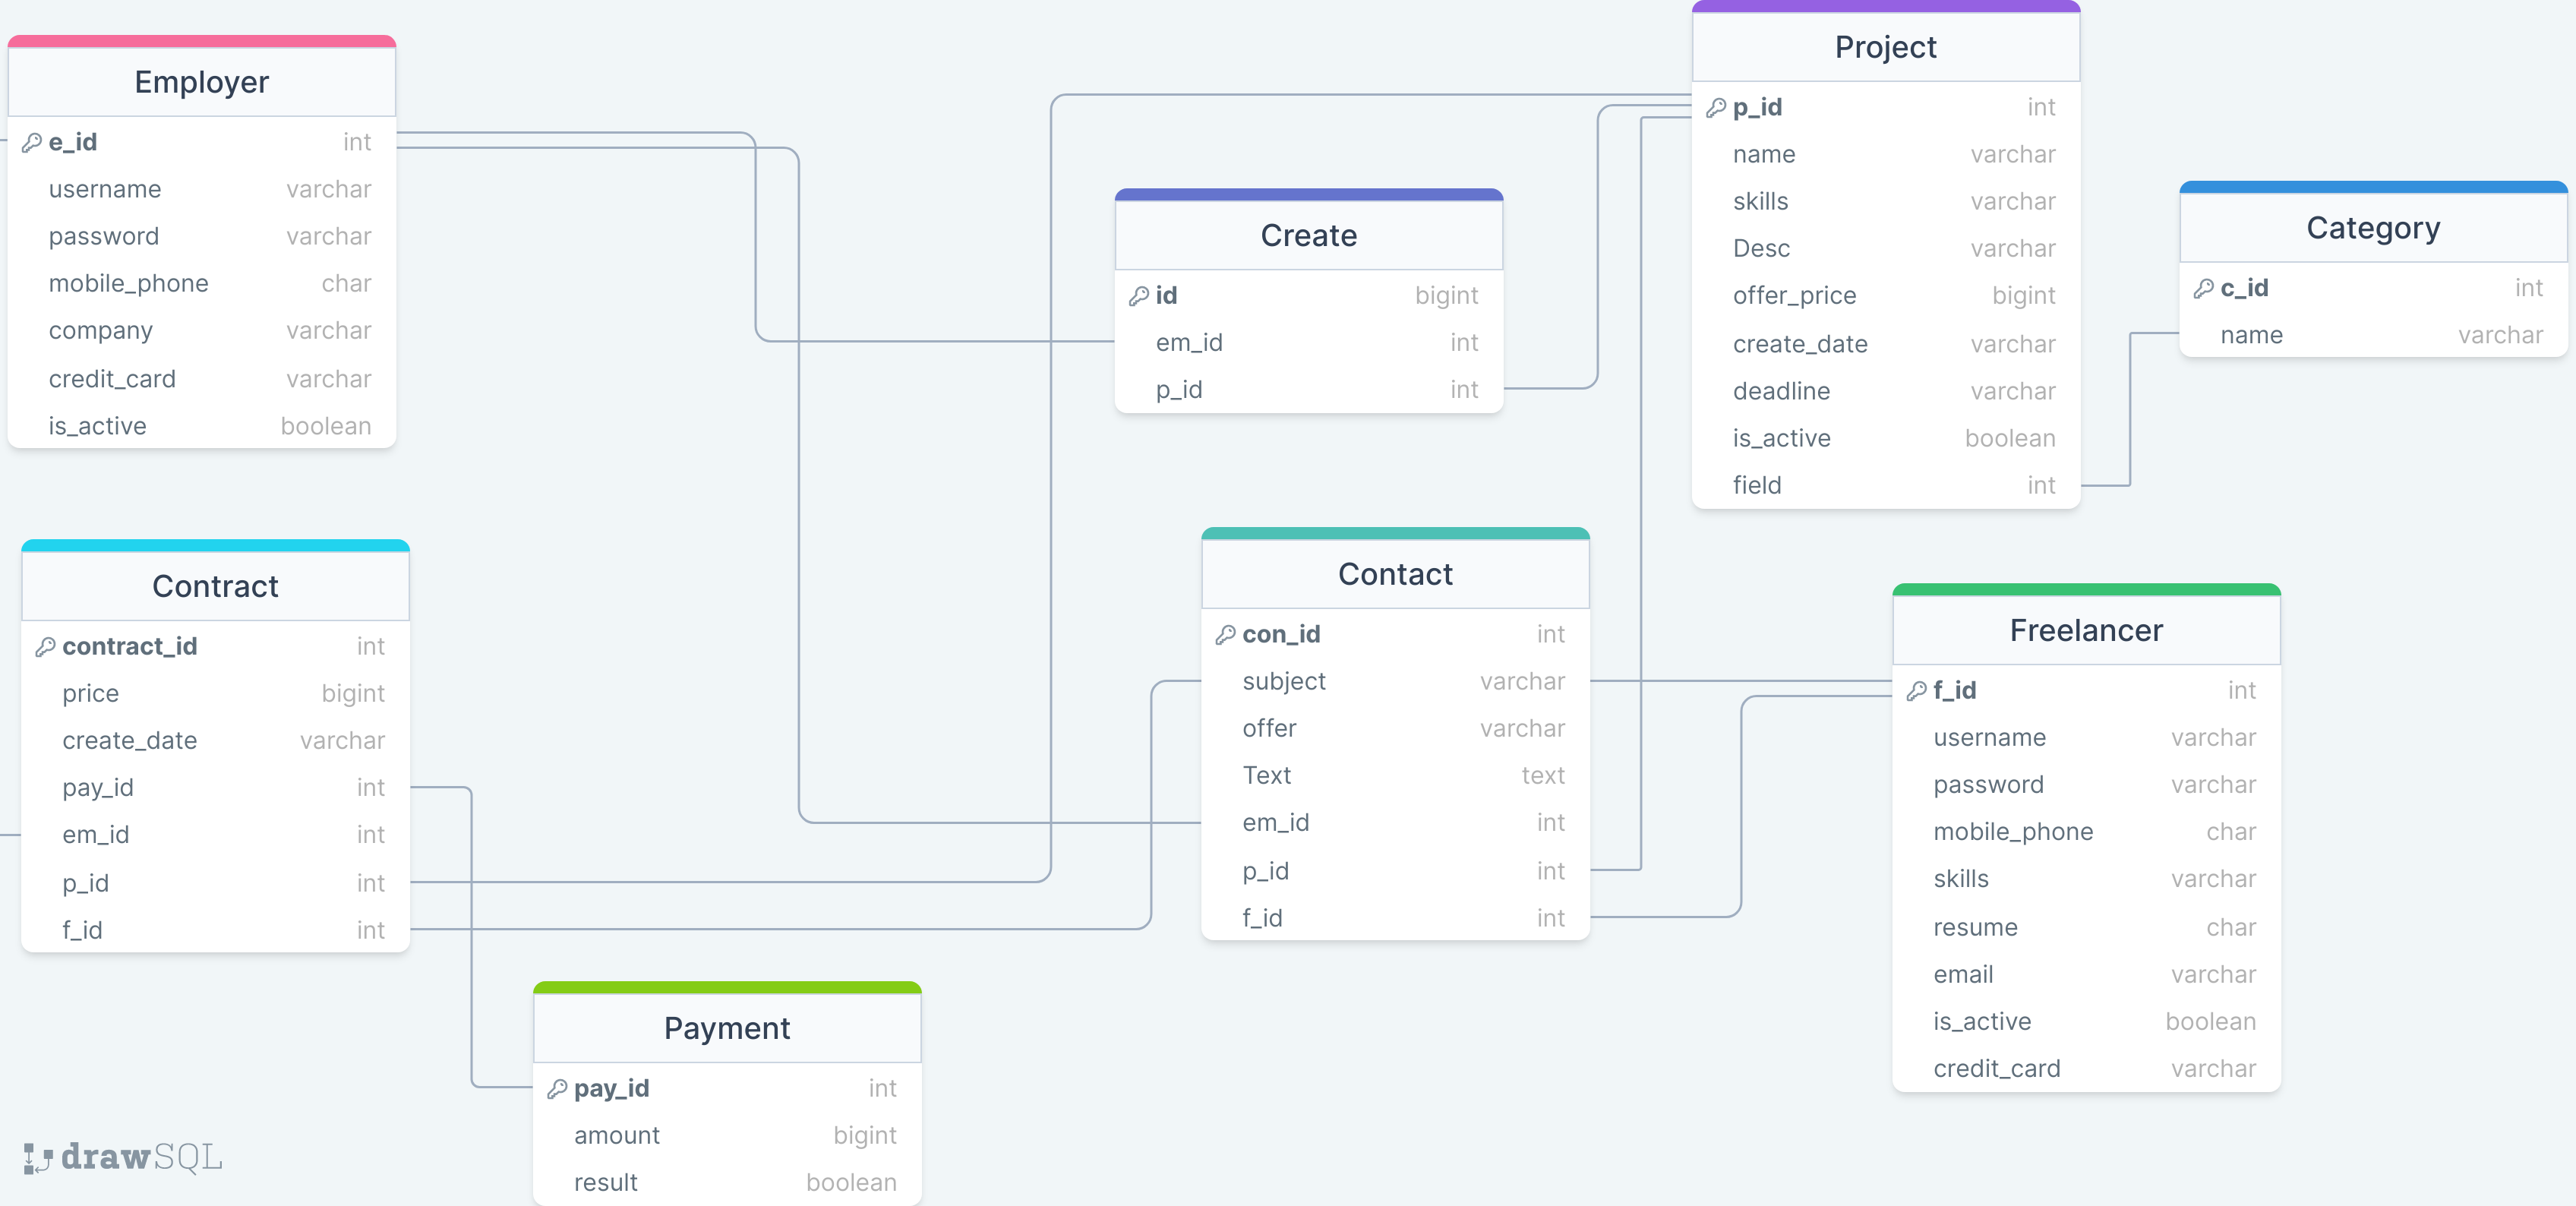 Employer
e_id int
username varchar
password varchar
mobile_phone char
company varchar
credit_card varchar
is_active boolean
Create
id bigint
em_id int
p_id int
Project
p_id int
name varchar
skills varchar
Desc varchar
offer_price bigint
create_date varchar
deadline varchar
is_active boolean
field int
Category
c_id int
name varchar
Contract
contract_id int
price bigint
create_date varchar
pay_id int
em_id int
p_id int
f_id int
Contact
con_id int
subject varchar
offer varchar
Text text
em_id int
p_id int
f_id int
Freelancer
f_id int
username varchar
password varchar
mobile_phone char
skills varchar
resume char
email varchar
is_active boolean
credit_card varchar
Payment
pay_id int
amount bigint
result boolean
drawSQL